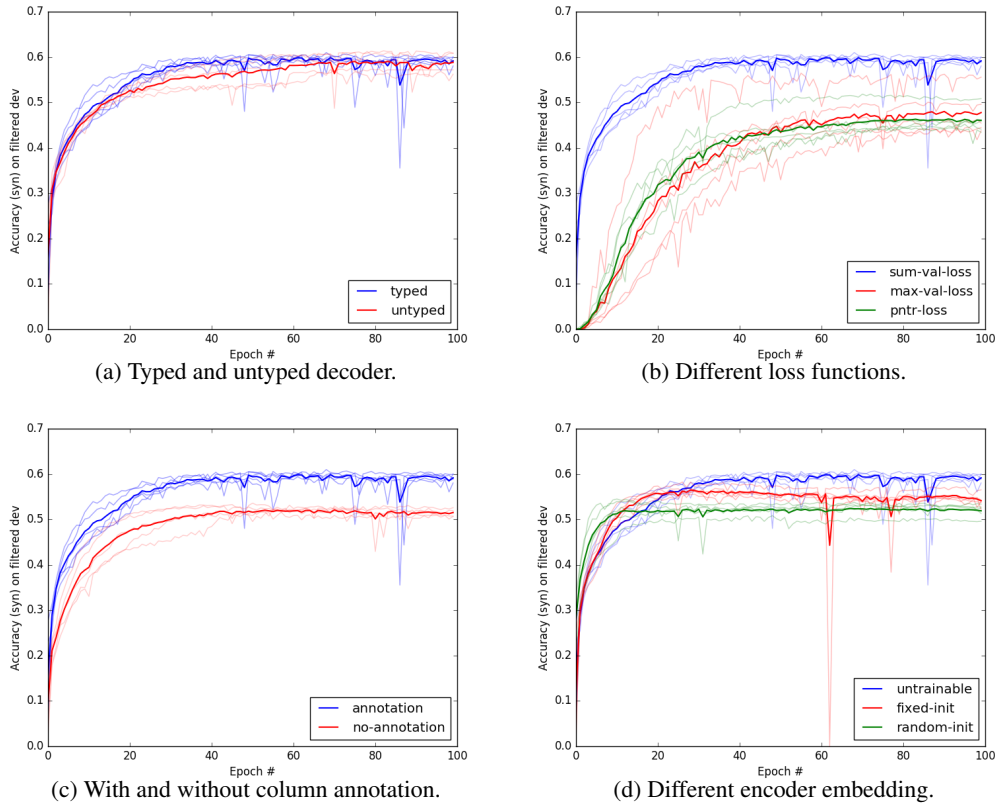 0.7
0.6
0.5
0.4
0.3
0.2
0.1
0.0
Accuracy (syn) on filtered dev
typed
untyped
0 20 40 60 80 100
Epoch #
(a) Typed and untyped decoder.
0.7
0.6
0.5
0.4
0.3
0.2
0.1
0.0
Accuracy (syn) on filtered dev
sum-val-loss
max-val-loss
pntr-loss
0 20 40 60 80 100
Epoch #
(b) Different loss functions.
0.7
0.6
0.5
0.4
0.3
0.2
0.1
0.0
Accuracy (syn) on filtered dev
annotation
no-annotation
0 20 40 60 80 100
Epoch #
(c) With and without column annotation.
0.7
0.6
0.5
0.4
0.3
0.2
0.1
0.0
Accuracy (syn) on filtered dev
untrainable
fixed-init
random-init
0 20 40 60 80 100
Epoch #
(d) Different encoder embedding.